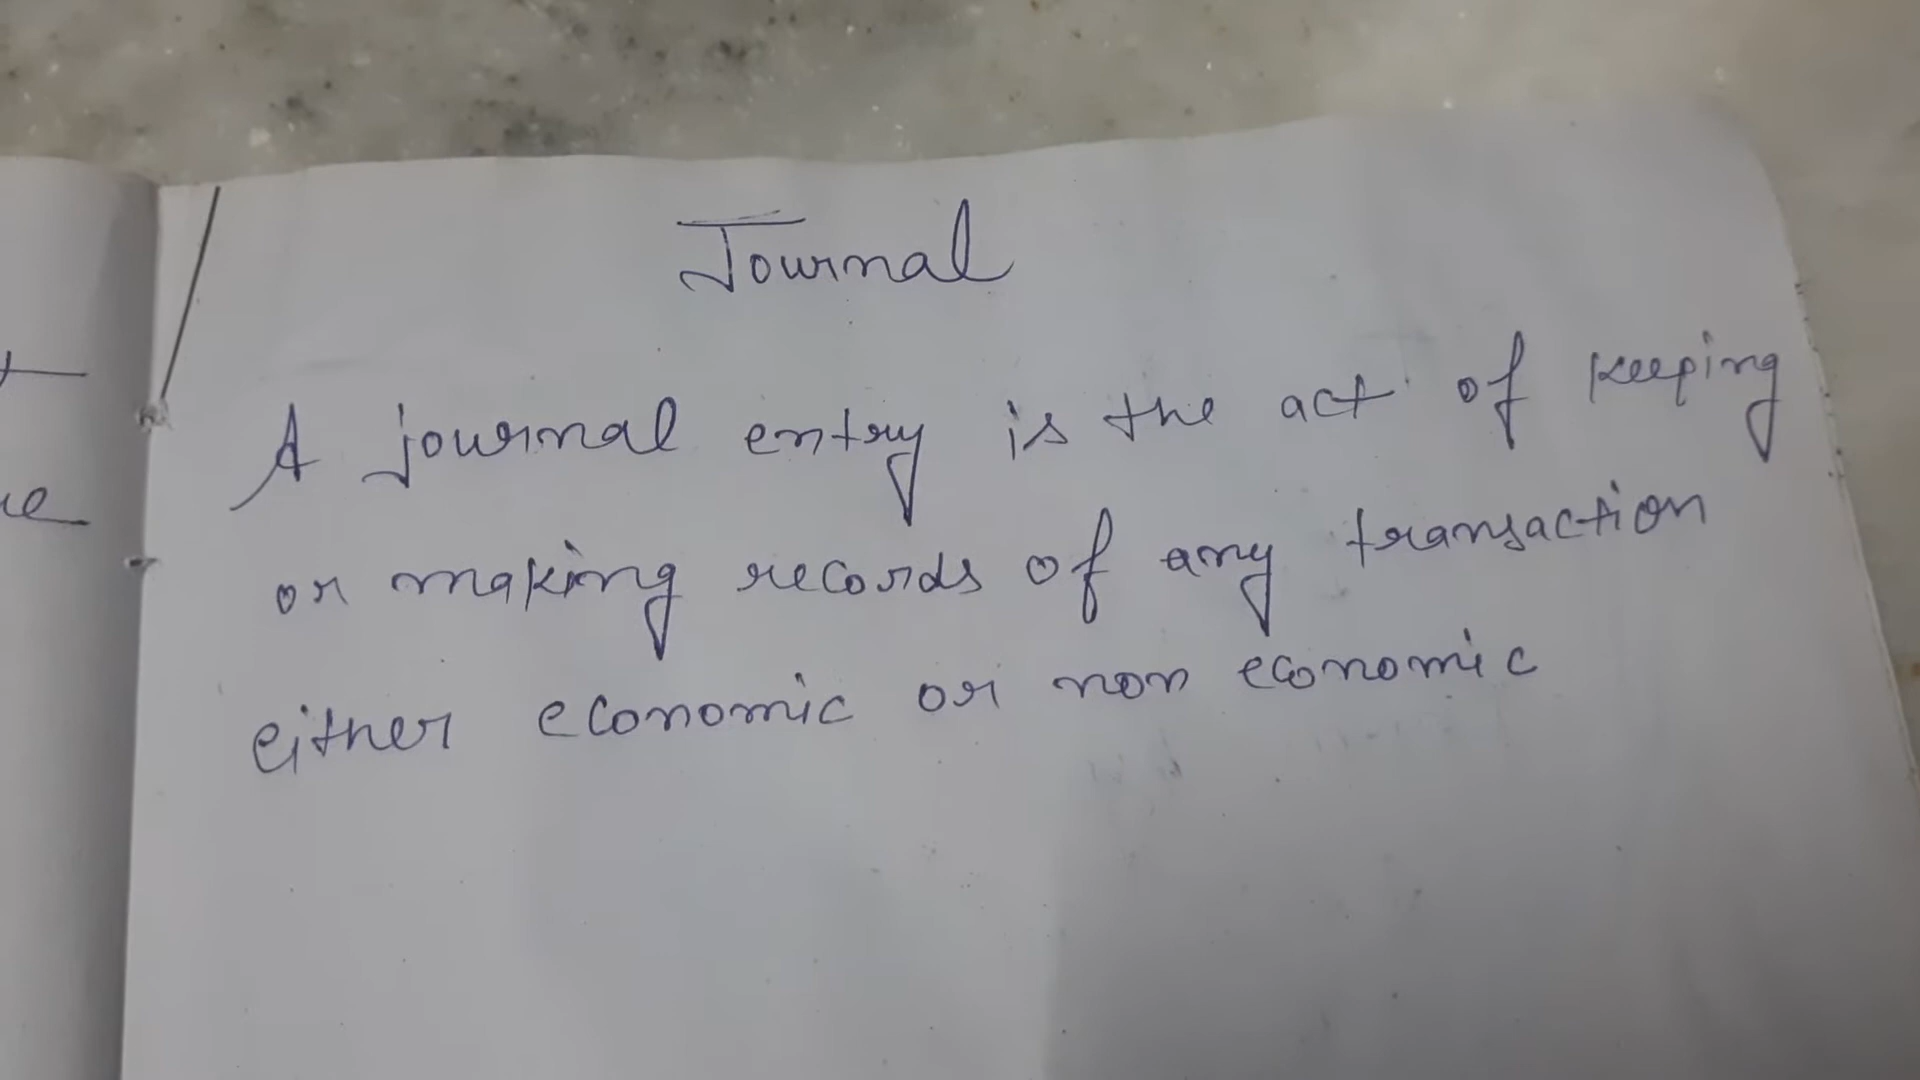 Journal
A journal entry is the act of keeping
or making records of any transaction
either economic or non economic